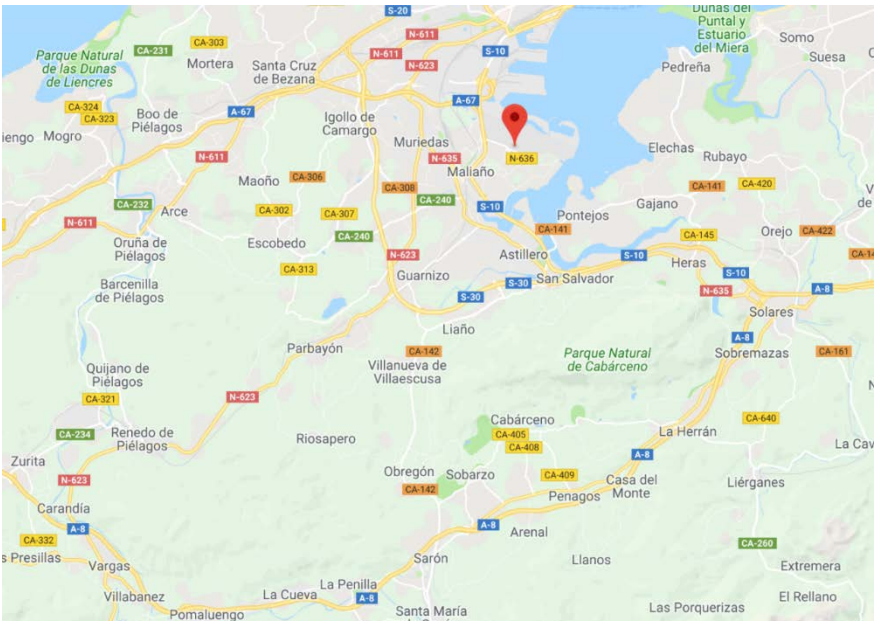 S-20
Dunas del
Puntal y
Estuario
del Miera
N-611
CA-303
Somo
CA-231
Parque Natural
de las Dunas
de Liencres
Mortera
Santa Cruz
de Bezana
N-611
S-10
Suesa
N-623
Pedreña
CA-324
CA-323
Boo de
Piélagos
A-67
A-67
Mogro
Igollo de
Camargo
Muriedas
N-611
N-635
N-636
Elechas
Rubayo
Maliaño
Maoño
CA-306
CA-308
CA-141
CA-420
CA-232
Arce
CA-302
CA-307
CA-240
S-10
Gajano
Pontejos
N-611
CA-240
CA-141
CA-145
Orejo
CA-422
Oruña de
Piélagos
Escobedo
N-623
Astillero
S-10
CA-313
Guarnizo
San Salvador
Heras
S-10
Barcenilla
de Piélagos
S-30
S-30
N-635
A-8
Solares
Liaño
A-8
Parbayón
CA-142
Parque Natural
de Cabárceno
Sobremazas
CA-161
Villanueva de
Villaescusa
Quijano de
Piélagos
CA-321
N-623
Cabárceno
CA-640
CA-234
Renedo de
Piélagos
Riosapero
CA-405
CA-408
La Herrán
Zurita
A-8
N-623
Obregón
Sobarzo
CA-409
Casa del
Monte
Liérganes
CA-142
Penagos
Carandía
A-8
A-8
Arenal
CA-332
CA-260
Vargas
Sarón
Llanos
Extremera
La Penilla
Villabanez
La Cueva
A-8
El Rellano
Pomaluengo
Santa María
Las Porquerizas